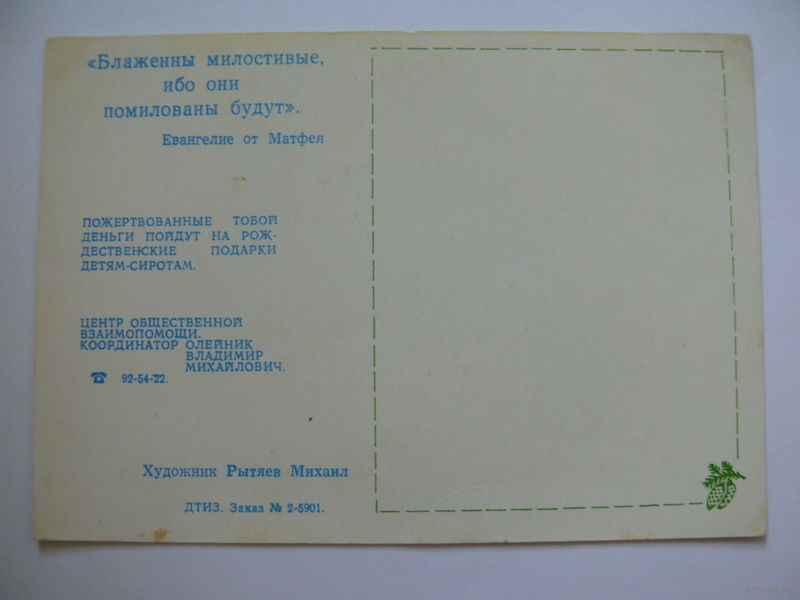 «Блаженны милостивые,
ибо они
помилованы будут».
Евангелие от Матфея
ПОЖЕРТВОВАННЫЕ ТОБОЙ
ДЕНЬГИ ПОЙДУТ НА РОЖ-
ДЕСТВЕНСКИЕ ПОДАРКИ
ДЕТЯМ-СИРОТАМ.
ЦЕНТР ОБЩЕСТВЕННОЙ
ВЗАИМОПОМОЩИ.
КООРДИНАТОР ОЛЕЙНИК
ВЛАДИМИР
МИХАЙЛОВИЧ.
☎ 92-54-22.
Художник Рытяев Михаил
ДТИЗ. Заказ № 2-5901.